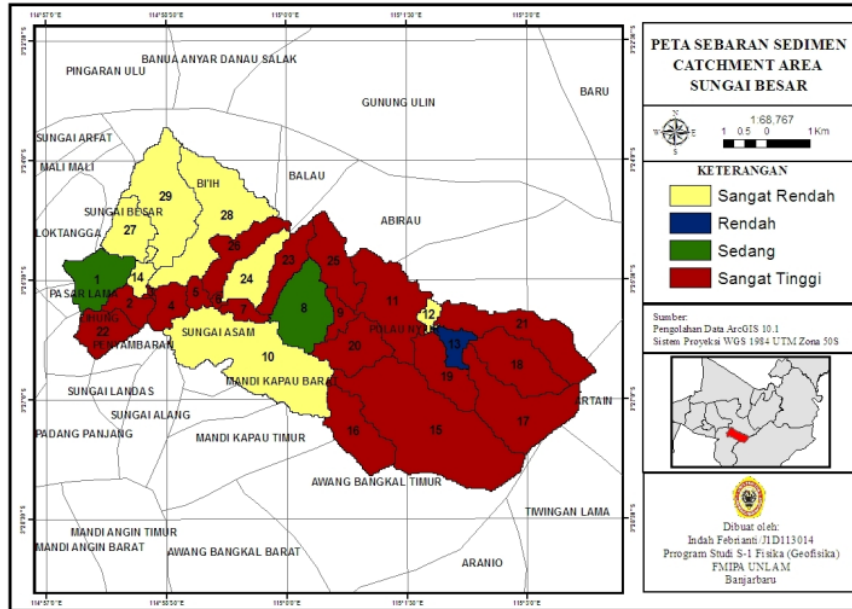 PETA SEBARAN SEDIMEN
CATCHMENT AREA
SUNGAI BESAR
N
W E
S
1:68,767
1 0.5 0 1 Km
KETERANGAN
Sangat Rendah
Rendah
Sedang
Sangat Tinggi
Sumber:
Pengolahan Data ArcGIS 10.1
Sistem Proyeksi WGS 1984 UTM Zona 50S
Dibuat oleh:
Indah Febrianti/J1D113014
Prrogram Studi S-1 Fisika (Geofisika)
FMIPA UNLAM
Banjarbaru
BANUA ANYAR DANAU SALAK
PINGARAN ULU
BARU
GUNUNG ULIN
SUNGAI ARFAT
MALI MALI
BI'IH
BALAU
29
SUNGAI BESAR
28
ABIRAU
LOKTANGGA
27
26
23
25
1
14
24
11
PASAR LAMA
2
4
5
6
7
8
9
12
21
22
SUNGAI ASAM
13
20
10
19
18
MANDI KAPAU BARAT
SUNGAI LANDAS
SUNGAI ALANG
PADANG PANJANG
MANDI KAPAU TIMUR
16
15
17
AWANG BANGKAL TIMUR
TIWINGAN LAMA
MANDI ANGIN TIMUR
MANDI ANGIN BARAT
AWANG BANGKAL BARAT
ARANIO